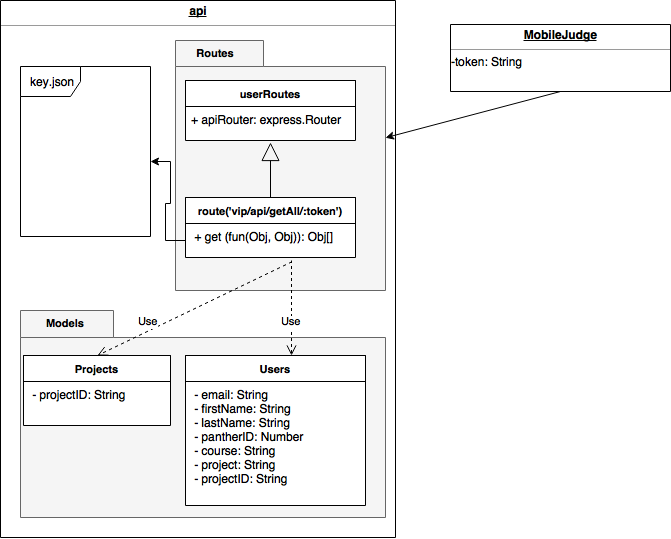 api
MobileJudge
-token: String
Routes
key.json
userRoutes
+ apiRouter: express.Router
route('vip/api/getAll/:token')
+ get (fun(Obj, Obj)): Obj[]
Use
Use
Models
Projects
- projectID: String
Users
- email: String
- firstName: String
- lastName: String
- pantherID: Number
- course: String
- project: String
- projectID: String